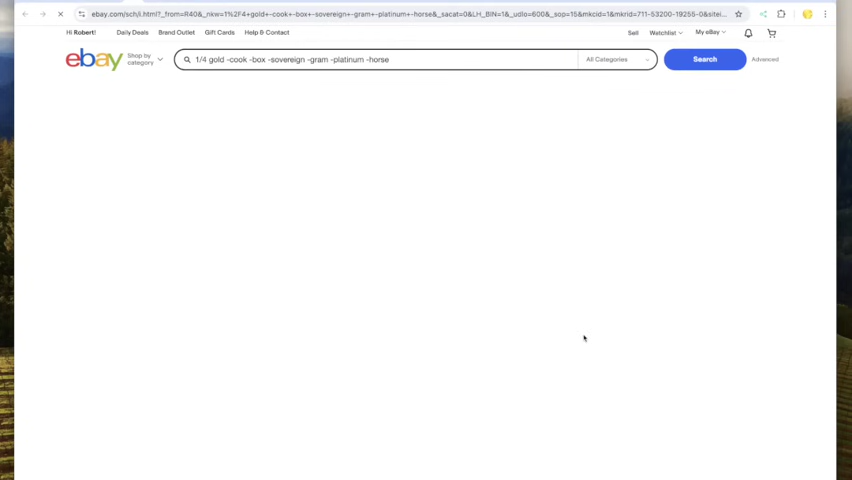 ebay.com/sch/i.html?_from=R40&_nkw=1%2F4+gold+-cook+-box+-sovereign+-gram+-platinum+-horse&_sacat=0&LH_BIN=1&_udlo=600&_sop=15&mkcid=1&mkrid=711-53200-19255-0&sitei
Hi Robert! Daily Deals Brand Outlet Gift Cards Help & Contact Sell Watchlist My eBay
ebay Shop by category 1/4 gold -cook -box -sovereign -gram -platinum -horse All Categories Search Advanced